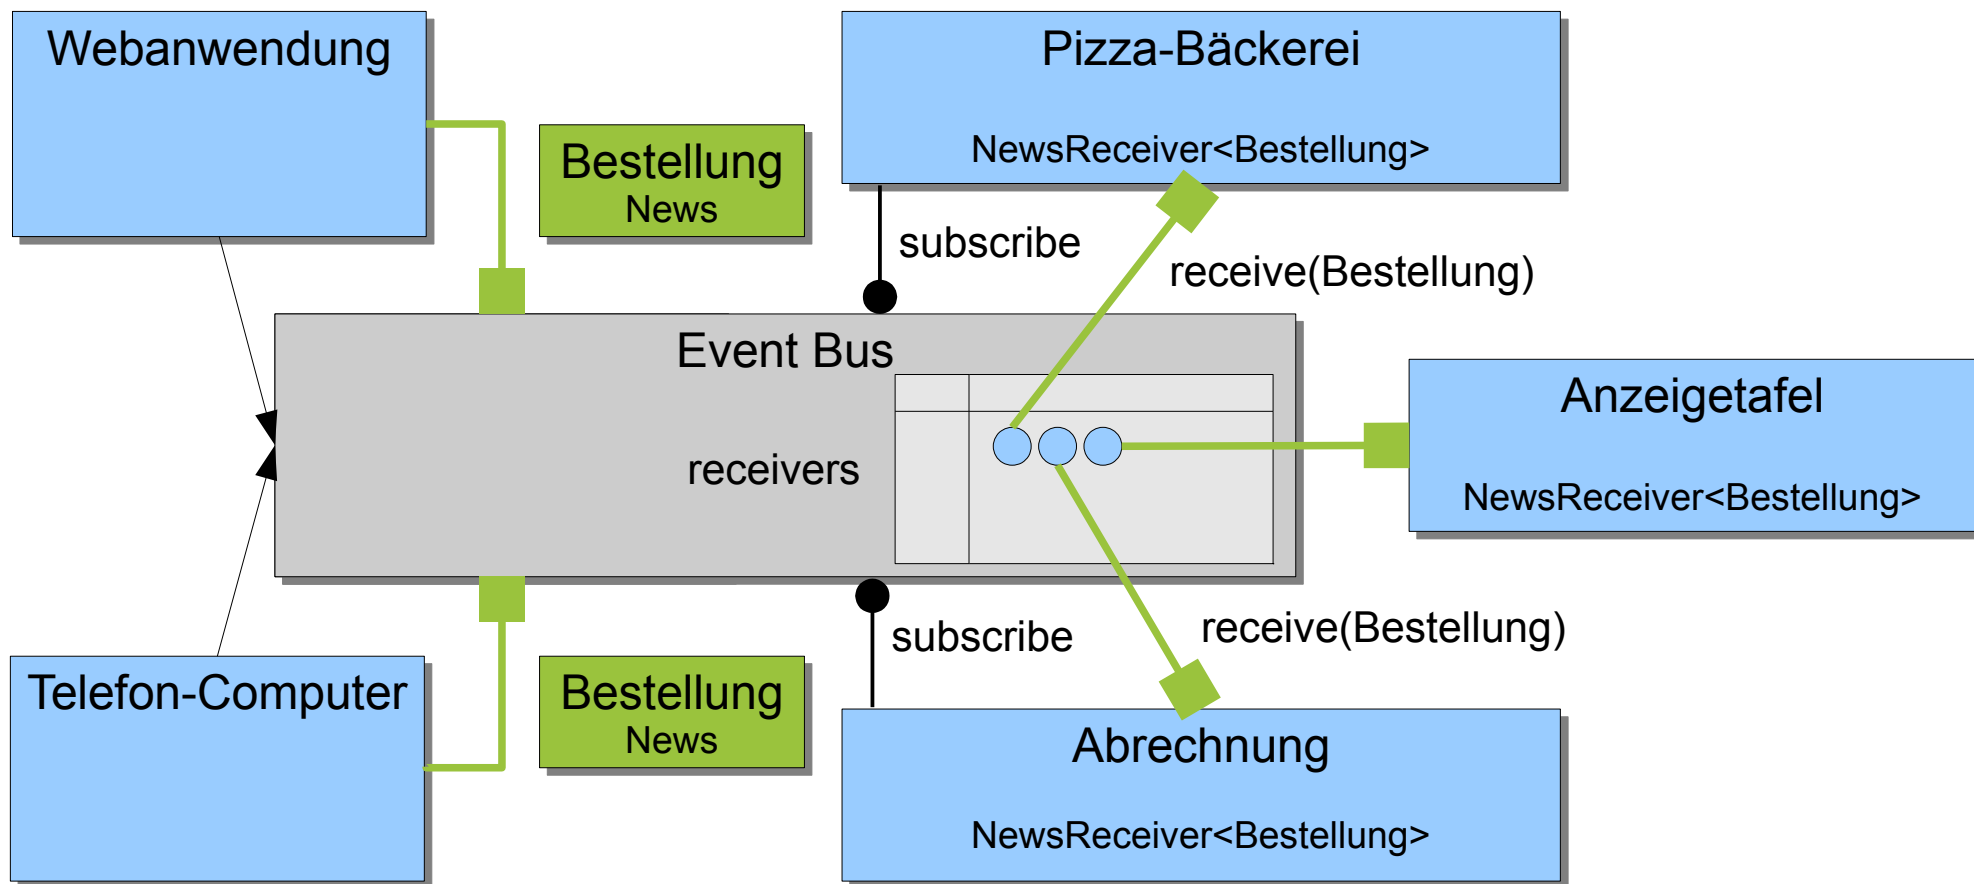 Webanwendung
Bestellung
News
Pizza-Bäckerei
NewsReceiver<Bestellung>
subscribe
receive(Bestellung)
Event Bus
receivers
Anzeigetafel
NewsReceiver<Bestellung>
subscribe
receive(Bestellung)
Telefon-Computer
Bestellung
News
Abrechnung
NewsReceiver<Bestellung>